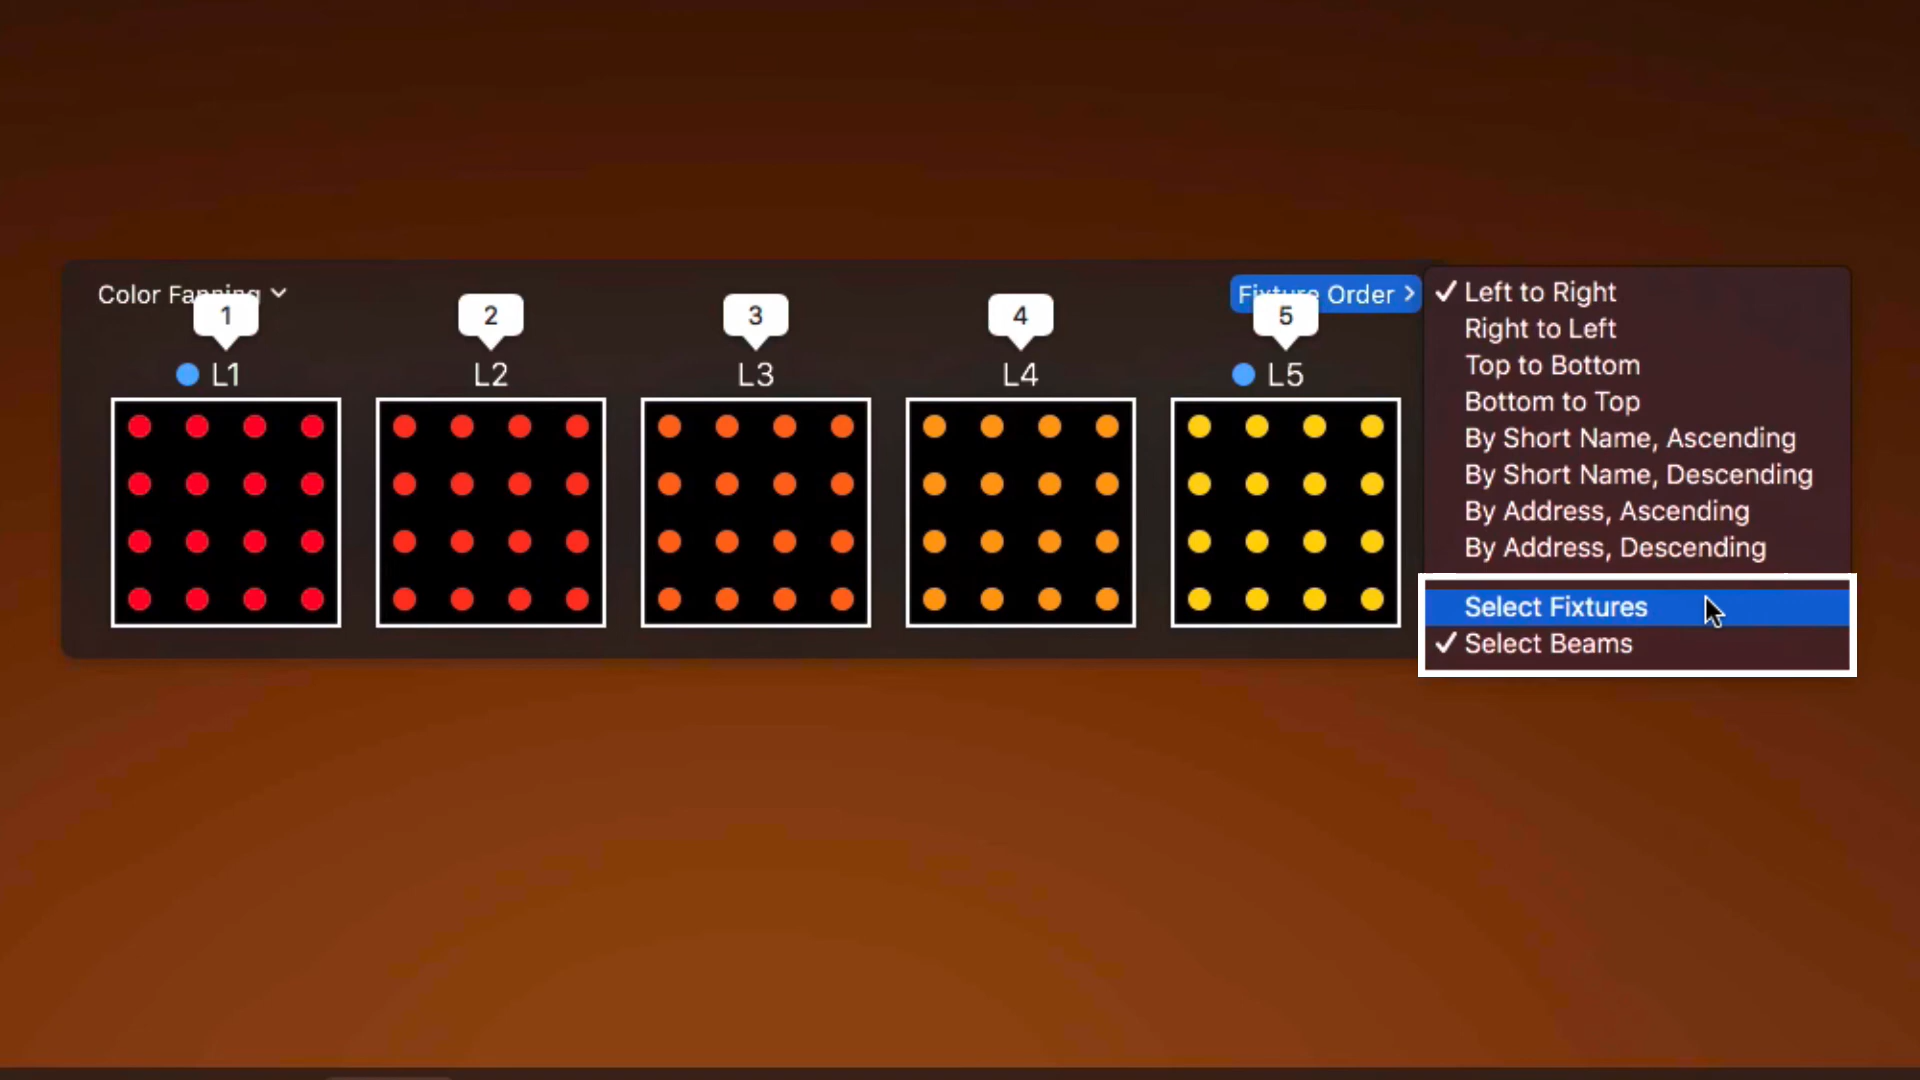 Color Fanning
Fixture Order
1
2
3
4
5
L1
L2
L3
L4
L5
Left to Right
Right to Left
Top to Bottom
Bottom to Top
By Short Name, Ascending
By Short Name, Descending
By Address, Ascending
By Address, Descending
Select Fixtures
Select Beams